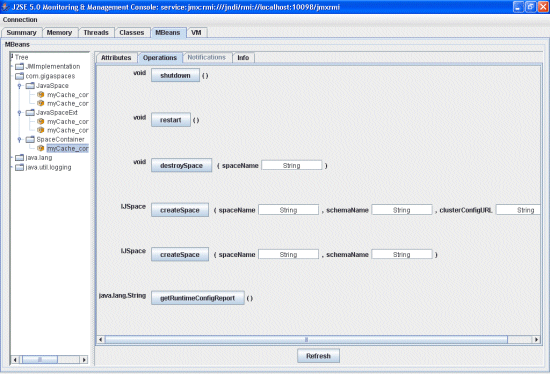 J2SE 5.0 Monitoring & Management Console: service:jmx:rmi:///jndi/rmi://localhost:10098/jmxrmi
Connection
Summary Memory Threads Classes MBeans VM
MBeans
Tree
JMImplementation
com.gigaspaces
JavaSpace
myCache_cor
myCache_cor
JavaSpaceExt
myCache_cor
myCache_cor
SpaceContainer
myCache_cor
java.lang
java.util.logging
Attributes Operations Notifications Info
void shutdown ( )
void restart ( )
void destroySpace ( spaceName String )
IJSpace createSpace ( spaceName String , schemaName String , clusterConfigURL String
IJSpace createSpace ( spaceName String , schemaName String )
java.lang.String getRuntimeConfigReport ( )
Refresh